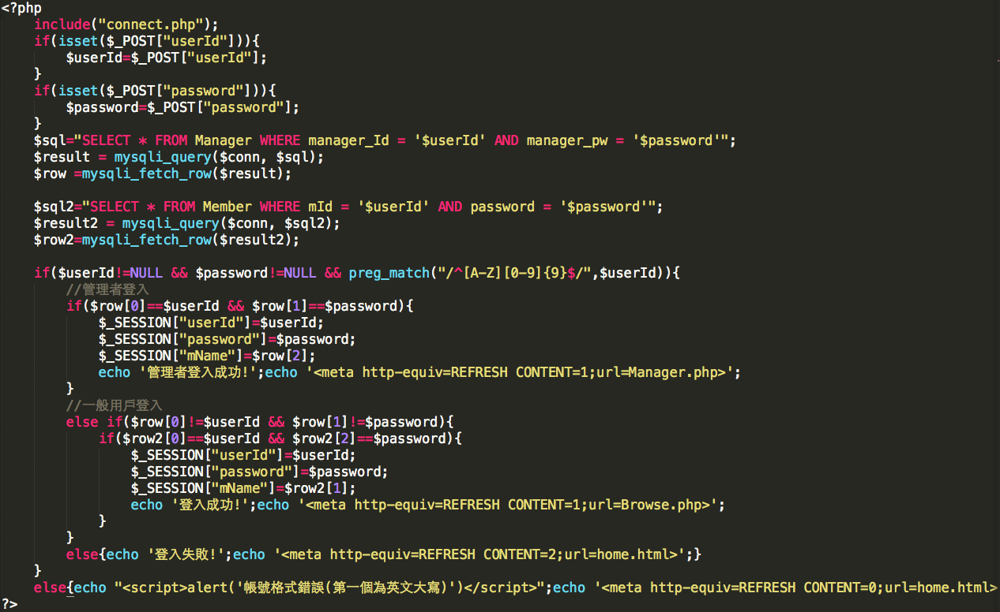 <?php
    include("connect.php");
    if(isset($_POST["userId"])){
        $userId=$_POST["userId"];
    }
    if(isset($_POST["password"])){
        $password=$_POST["password"];
    }
    $sql="SELECT * FROM Manager WHERE manager_Id = '$userId' AND manager_pw = '$password'";
    $result = mysqli_query($conn, $sql);
    $row =mysqli_fetch_row($result);

    $sql2="SELECT * FROM Member WHERE mId = '$userId' AND password = '$password'";
    $result2 = mysqli_query($conn, $sql2);
    $row2=mysqli_fetch_row($result2);

    if($userId!=NULL && $password!=NULL && preg_match("/^[A-Z][0-9]{9}$/",$userId)){
        //管理者登入
        if($row[0]==$userId && $row[1]==$password){
            $_SESSION["userId"]=$userId;
            $_SESSION["password"]=$password;
            $_SESSION["mName"]=$row[2];
            echo '管理者登入成功!';echo '<meta http-equiv=REFRESH CONTENT=1;url=Manager.php>';
        }
        //一般用戶登入
        else if($row[0]!=$userId && $row[1]!=$password){
            if($row2[0]==$userId && $row2[2]==$password){
                $_SESSION["userId"]=$userId;
                $_SESSION["password"]=$password;
                $_SESSION["mName"]=$row2[1];
                echo '登入成功!';echo '<meta http-equiv=REFRESH CONTENT=1;url=Browse.php>';
            }
        }
        else{echo '登入失敗!';echo '<meta http-equiv=REFRESH CONTENT=2;url=home.html>';}
    }
    else{echo "<script>alert('帳號格式錯誤(第一個為英文大寫)')</script>";echo '<meta http-equiv=REFRESH CONTENT=0;url=home.html>
?>